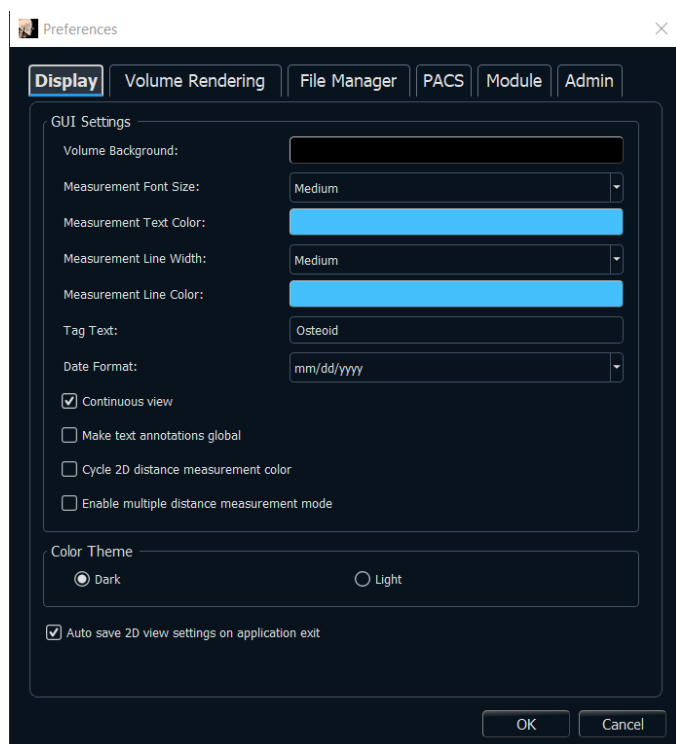 Preferences
Display Volume Rendering File Manager PACS Module Admin
GUI Settings
Volume Background:
Measurement Font Size: Medium
Measurement Text Color:
Measurement Line Width: Medium
Measurement Line Color:
Tag Text: Osteoid
Date Format: mm/dd/yyyy
Continuous view
Make text annotations global
Cycle 2D distance measurement color
Enable multiple distance measurement mode
Color Theme
Dark Light
Auto save 2D view settings on application exit
OK Cancel